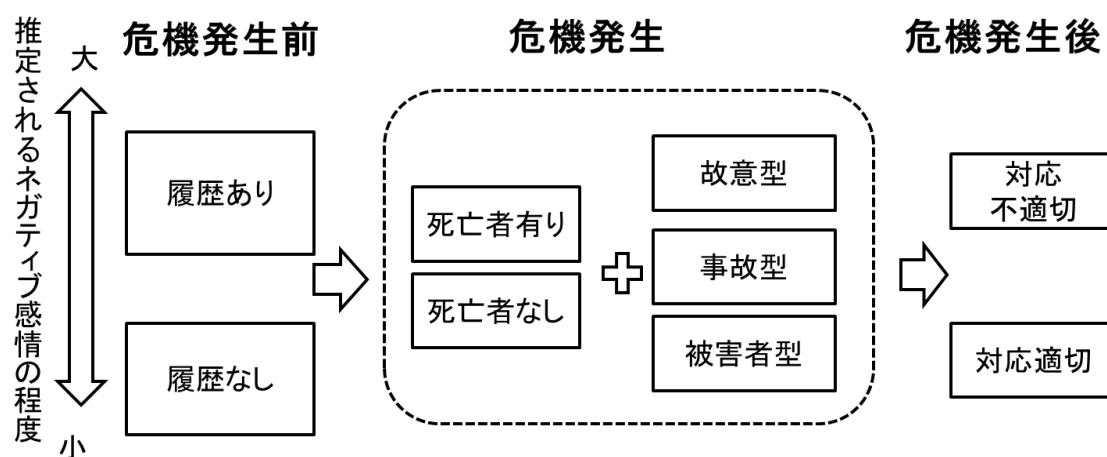 推定されるネガティブ感情の程度
大
小
危機発生前
履歴あり
履歴なし
危機発生
死亡者有り
死亡者なし
故意型
事故型
被害者型
危機発生後
対応
不適切
対応適切